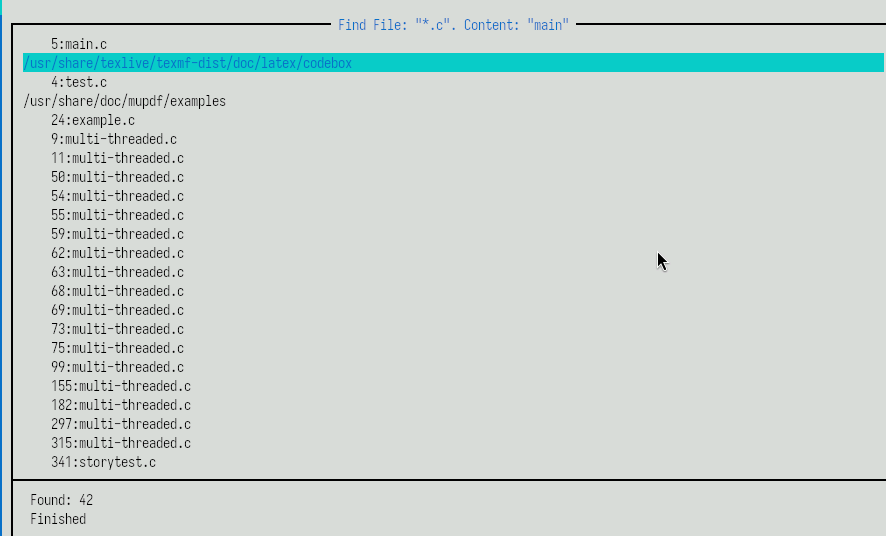 Find File: "*.c". Content: "main"
5:main.c
/usr/share/texlive/texmf-dist/doc/latex/codebox
4:test.c
/usr/share/doc/mupdf/examples
24:example.c
9:multi-threaded.c
11:multi-threaded.c
50:multi-threaded.c
54:multi-threaded.c
55:multi-threaded.c
59:multi-threaded.c
62:multi-threaded.c
63:multi-threaded.c
68:multi-threaded.c
69:multi-threaded.c
73:multi-threaded.c
75:multi-threaded.c
99:multi-threaded.c
155:multi-threaded.c
182:multi-threaded.c
297:multi-threaded.c
315:multi-threaded.c
341:storytest.c
Found: 42
Finished